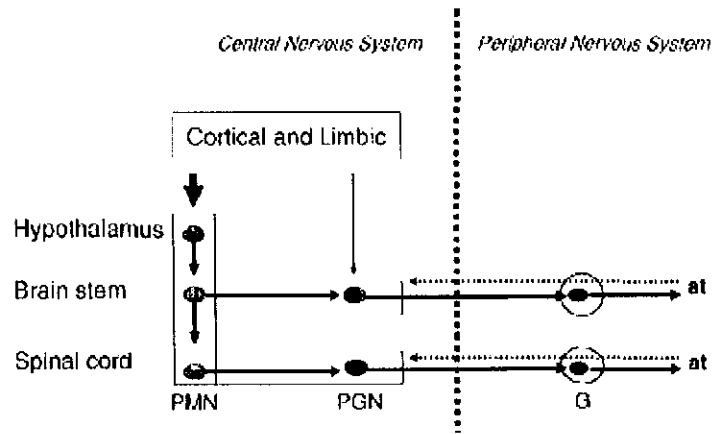 Central Nervous System
Peripheral Nervous System
Cortical and Limbic
Hypothalamus
Brain stem
at
Spinal cord
at
PMN
PGN
G